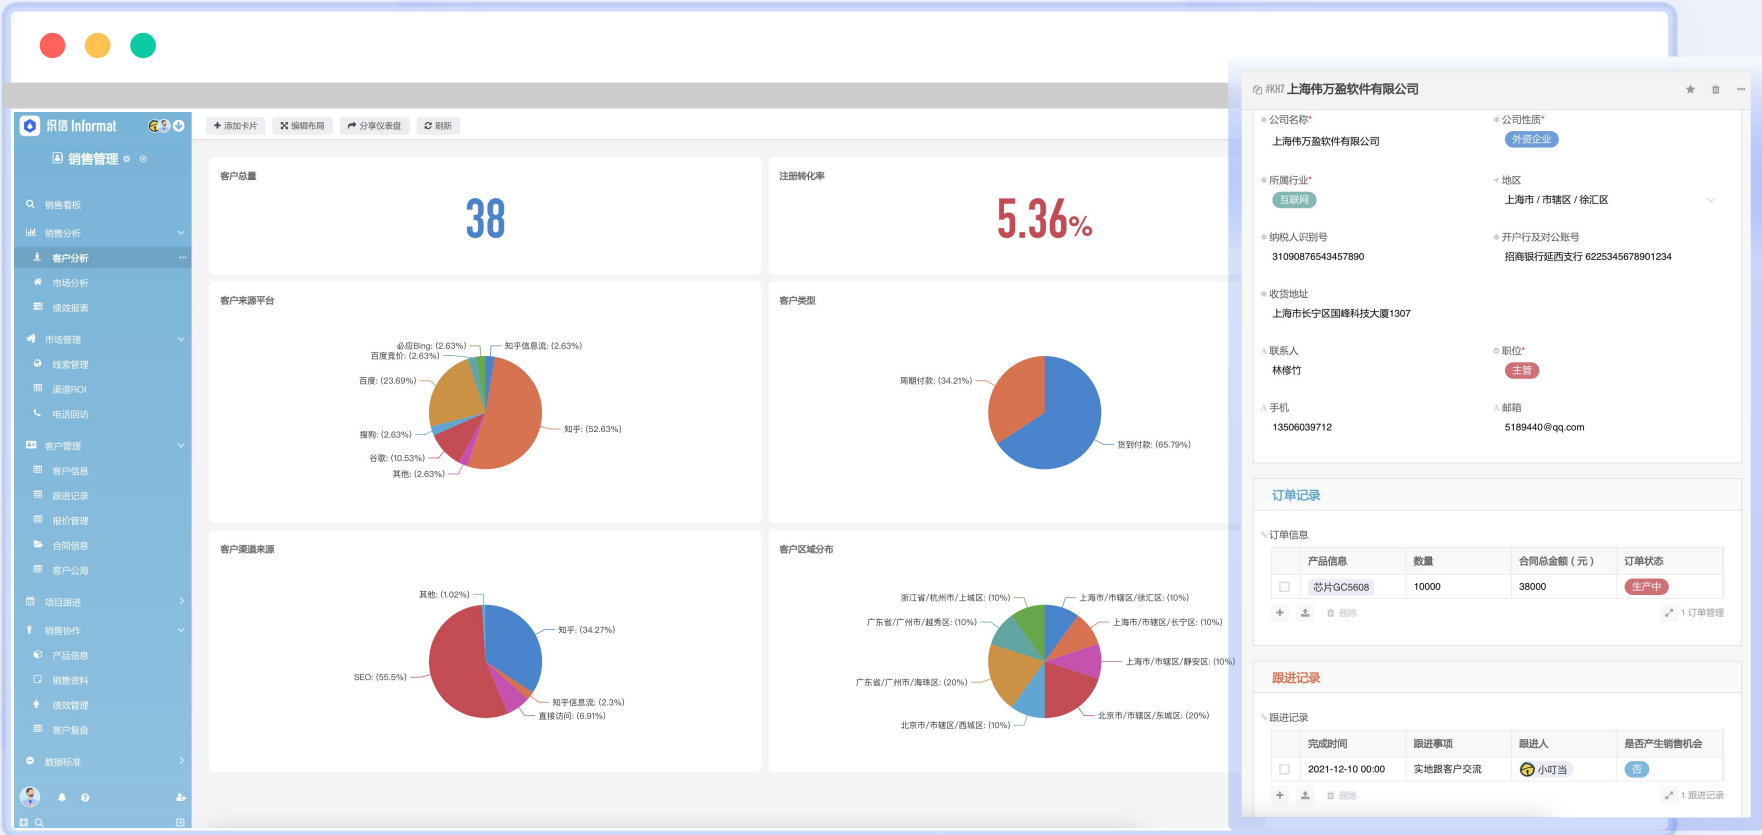 织信 Informat
销售管理
销售看板
销售分析
客户分析
市场分析
绩效报表
市场管理
线索管理
渠道ROI
电话回访
客户管理
客户信息
跟进记录
报价管理
合同信息
客户公海
项目跟进
销售协作
产品信息
销售资料
绩效管理
客户复盘
数据标准
添加卡片 编辑布局 分享仪表盘 刷新
客户总量
38
注册转化率
5.36%
客户来源平台
必应Bing: (2.63%)
知乎信息流: (2.63%)
百度竞价: (2.63%)
百度: (23.69%)
知乎: (52.63%)
搜狗: (2.63%)
谷歌: (10.53%)
其他: (2.63%)
客户类型
周期付款: (34.21%)
货到付款: (65.79%)
客户渠道来源
其他: (1.02%)
知乎: (34.27%)
SEO: (55.5%)
知乎信息流: (2.3%)
直接访问: (6.91%)
客户区域分布
浙江省/杭州市/上城区: (10%)
上海市/市辖区/徐汇区: (10%)
广东省/广州市/越秀区: (10%)
上海市/市辖区/长宁区: (10%)
上海市/市辖区/静安区: (10%)
广东省/广州市/海珠区: (20%)
北京市/市辖区/东城区: (20%)
北京市/市辖区/西城区: (10%)
#KH7 上海伟万盈软件有限公司
公司名称* 公司性质*
上海伟万盈软件有限公司 外资企业
所属行业* 地区
互联网 上海市 / 市辖区 / 徐汇区
纳税人识别号 开户行及对公账号
31090876543457890 招商银行延西支行 6225345678901234
收货地址
上海市长宁区国峰科技大厦1307
联系人 职位*
林修竹 主管
手机 邮箱
13506039712 5189440@qq.com
订单记录
订单信息
产品信息 数量 合同总金额（元） 订单状态
芯片GC5608 10000 38000 生产中
删除 1 订单管理
跟进记录
跟进记录
完成时间 跟进事项 跟进人 是否产生销售机会
2021-12-10 00:00 实地跟客户交流 小叮当 否
删除 1 跟进记录